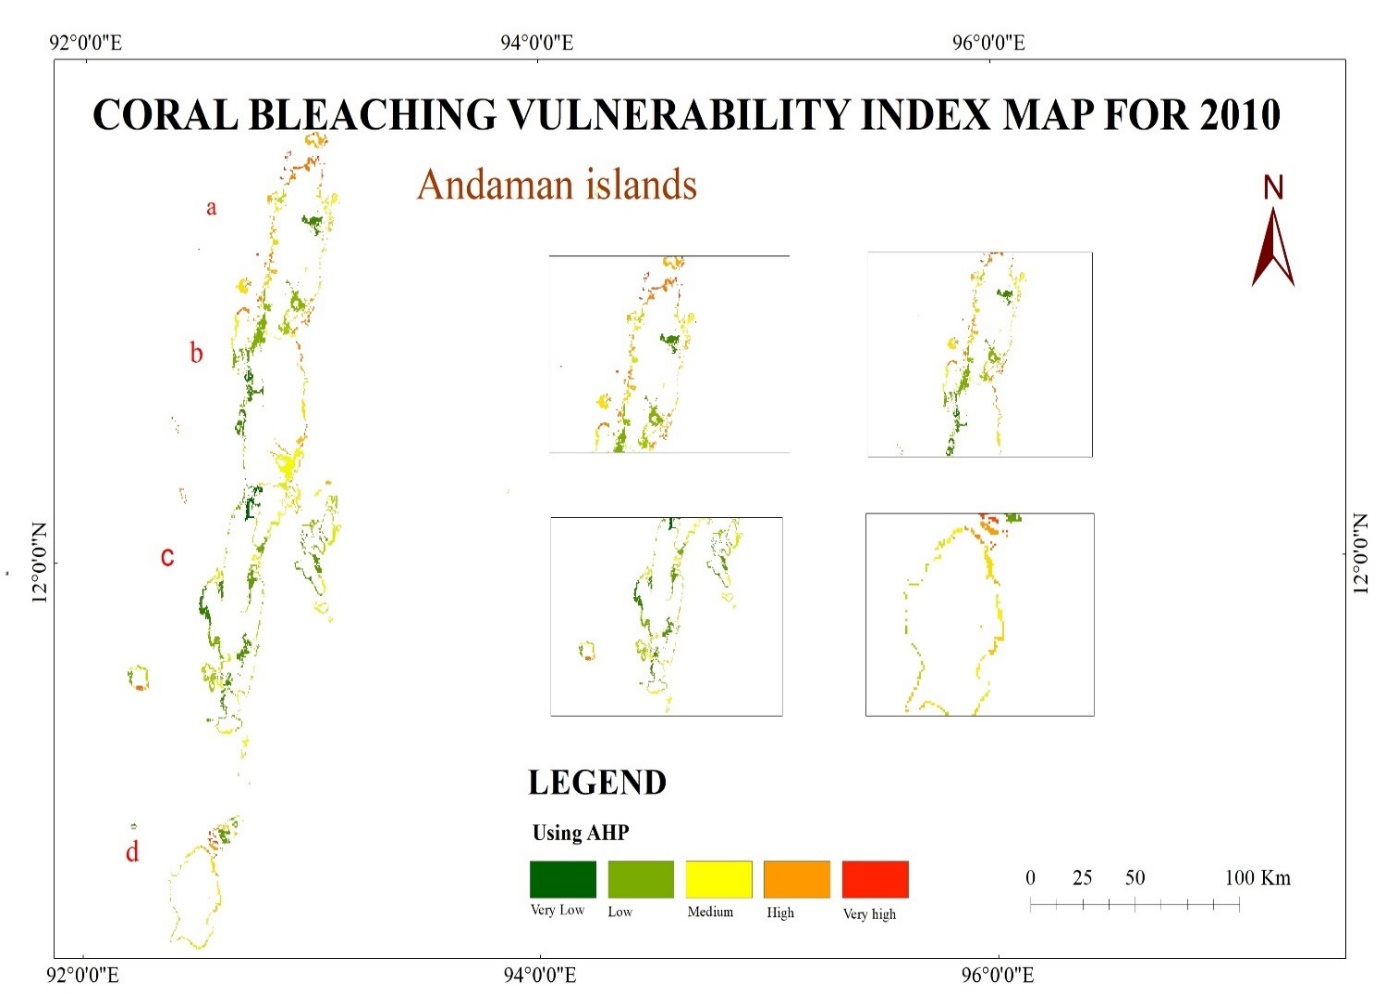 92°0'0"E 94°0'0"E 96°0'0"E
CORAL BLEACHING VULNERABILITY INDEX MAP FOR 2010
Andaman islands
N
a
b
c
12°0'0"N
12°0'0"N
d
LEGEND
Using AHP
Very Low Low Medium High Very high
0 25 50 100 Km
92°0'0"E 94°0'0"E 96°0'0"E